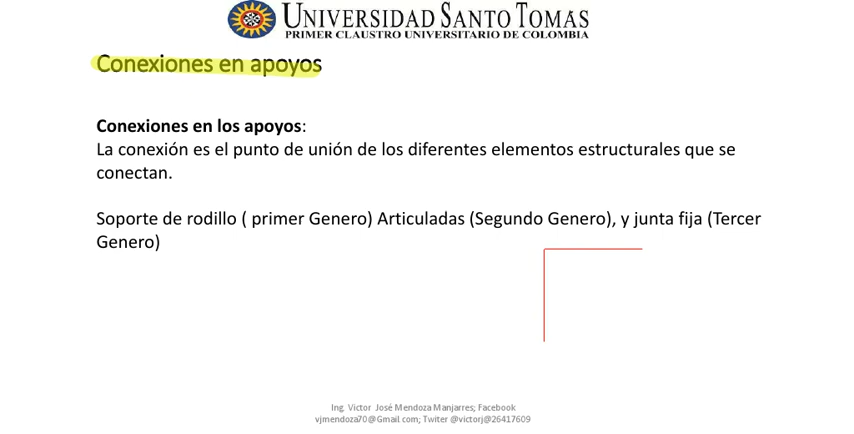 UNIVERSIDAD SANTO TOMAS
PRIMER CLAUSTRO UNIVERSITARIO DE COLOMBIA
Conexiones en apoyos
Conexiones en los apoyos:
La conexión es el punto de unión de los diferentes elementos estructurales que se
conectan.
Soporte de rodillo ( primer Genero) Articuladas (Segundo Genero), y junta fija (Tercer
Genero)
Ing. Victor José Mendoza Manjarres; Facebook
vjmendoza70@Gmail.com; Twiter @victorj@26417609